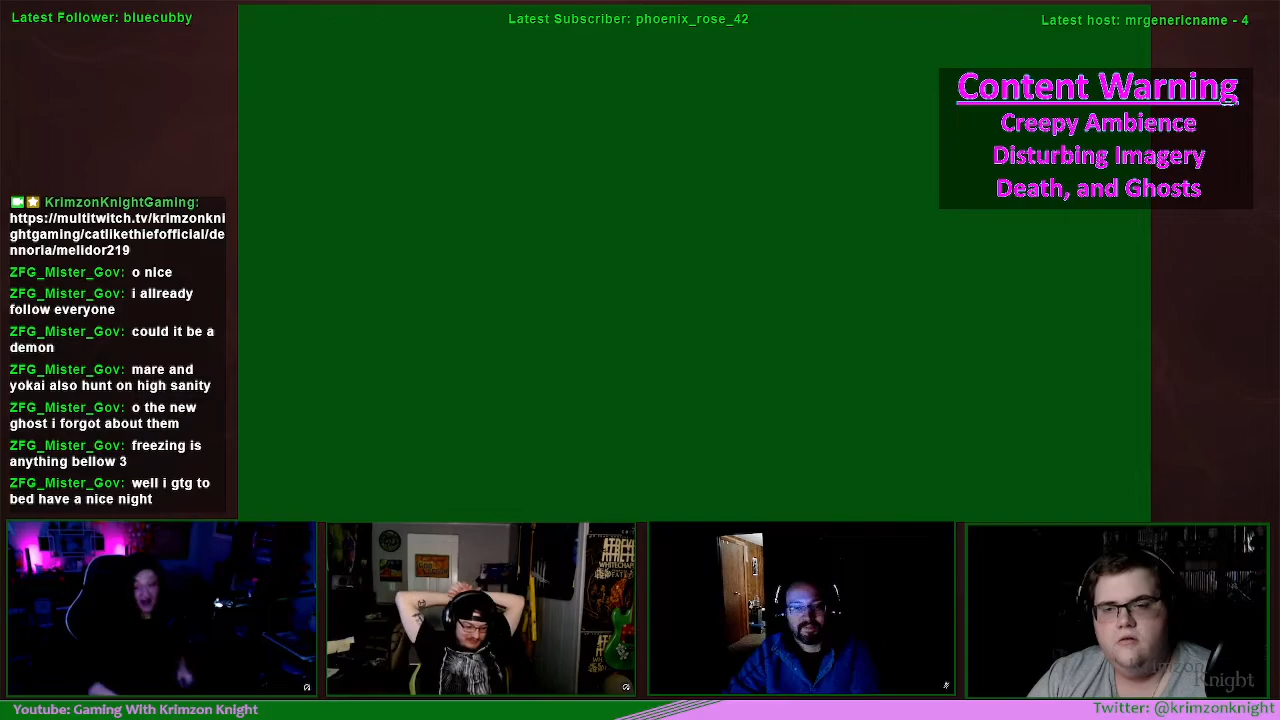 Latest Follower: bluecubby
Latest Subscriber: phoenix_rose_42
Latest host: mrgenericname - 4
Content Warning
Creepy Ambience
Disturbing Imagery
Death, and Ghosts
KrimzonKnightGaming:
https://multitwitch.tv/krimzonkni
ghtgaming/catlikethiefofficial/de
nnoria/melidor219
ZFG_Mister_Gov: o nice
ZFG_Mister_Gov: i allready
follow everyone
ZFG_Mister_Gov: could it be a
demon
ZFG_Mister_Gov: mare and
yokai also hunt on high sanity
ZFG_Mister_Gov: o the new
ghost i forgot about them
ZFG_Mister_Gov: freezing is
anything bellow 3
ZFG_Mister_Gov: well i gtg to
bed have a nice night
WHITECHAPEL
Knight
Youtube: Gaming With Krimzon Knight
Twitter: @krimzonknight